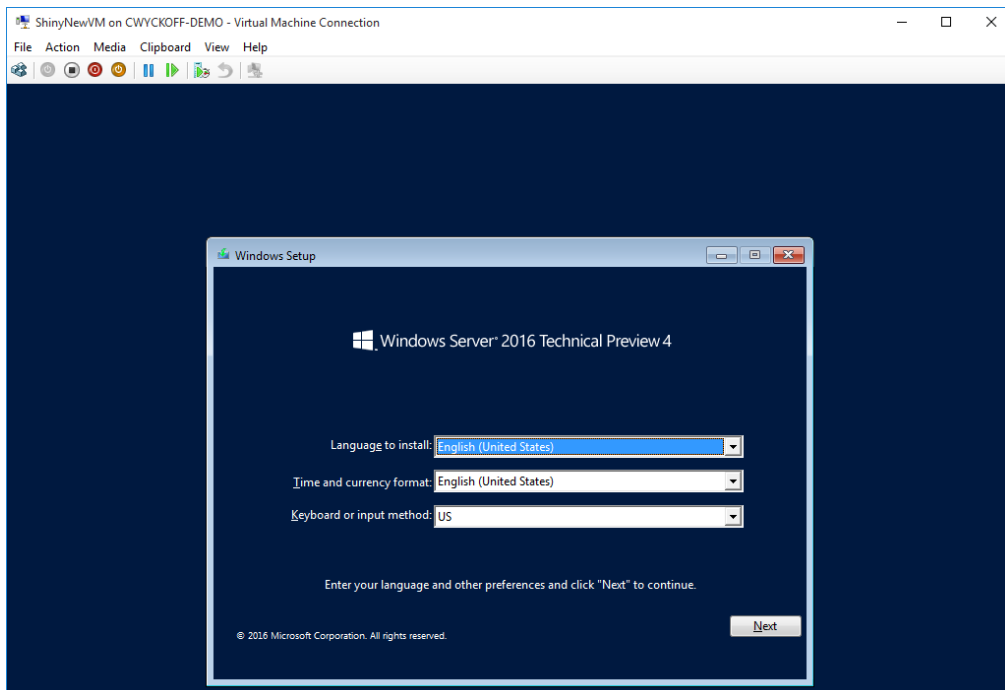 ShinyNewVM on CWYCKOFF-DEMO - Virtual Machine Connection
File Action Media Clipboard View Help
Windows Setup
Windows Server® 2016 Technical Preview 4
Language to install: English (United States)
Time and currency format: English (United States)
Keyboard or input method: US
Enter your language and other preferences and click "Next" to continue.
Next
© 2016 Microsoft Corporation. All rights reserved.